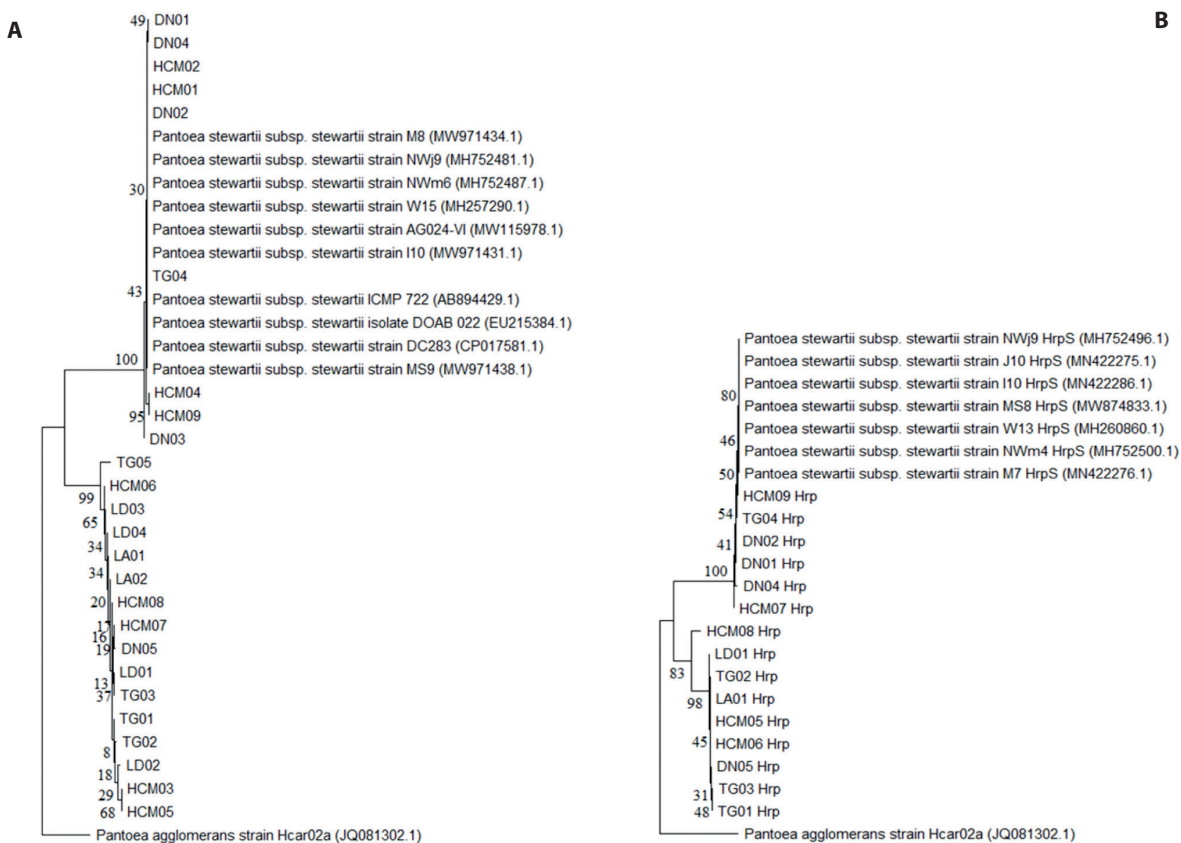 A
49
DN01
DN04
HCM02
HCM01
DN02
Pantoea stewartii subsp. stewartii strain M8 (MW971434.1)
Pantoea stewartii subsp. stewartii strain NWj9 (MH752481.1)
30
Pantoea stewartii subsp. stewartii strain NWm6 (MH752487.1)
Pantoea stewartii subsp. stewartii strain W15 (MH257290.1)
Pantoea stewartii subsp. stewartii strain AG024-VI (MW115978.1)
Pantoea stewartii subsp. stewartii strain I10 (MW971431.1)
TG04
43
Pantoea stewartii subsp. stewartii ICMP 722 (AB894429.1)
Pantoea stewartii subsp. stewartii isolate DOAB 022 (EU215384.1)
Pantoea stewartii subsp. stewartii strain DC283 (CP017581.1)
100
Pantoea stewartii subsp. stewartii strain MS9 (MW971438.1)
HCM04
95
HCM09
DN03
TG05
HCM06
99
LD03
65
LD04
34
LA01
34
LA02
20
HCM08
17
HCM07
16
19
DN05
LD01
13
37
TG03
TG01
TG02
8
LD02
18
HCM03
29
68
HCM05
Pantoea agglomerans strain Hcar02a (JQ081302.1)
B
Pantoea stewartii subsp. stewartii strain NWj9 HrpS (MH752496.1)
Pantoea stewartii subsp. stewartii strain J10 HrpS (MN422275.1)
Pantoea stewartii subsp. stewartii strain I10 HrpS (MN422286.1)
80
Pantoea stewartii subsp. stewartii strain MS8 HrpS (MW874833.1)
Pantoea stewartii subsp. stewartii strain W13 HrpS (MH260860.1)
46
Pantoea stewartii subsp. stewartii strain NWm4 HrpS (MH752500.1)
50
Pantoea stewartii subsp. stewartii strain M7 HrpS (MN422276.1)
HCM09 Hrp
54
TG04 Hrp
DN02 Hrp
41
DN01 Hrp
100
DN04 Hrp
HCM07 Hrp
HCM08 Hrp
LD01 Hrp
83
TG02 Hrp
98
LA01 Hrp
HCM05 Hrp
45
HCM06 Hrp
DN05 Hrp
31
TG03 Hrp
48
TG01 Hrp
Pantoea agglomerans strain Hcar02a (JQ081302.1)